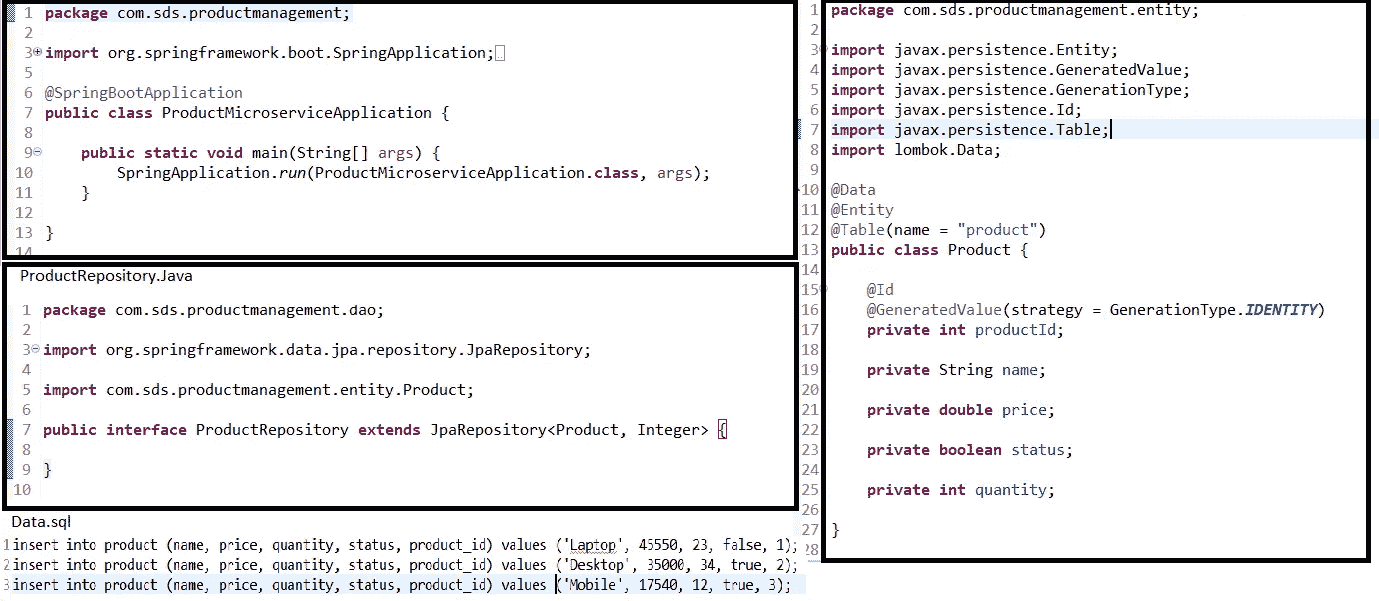 1 package com.sds.productmanagement;
2
3 import org.springframework.boot.SpringApplication;
5
6 @SpringBootApplication
7 public class ProductMicroserviceApplication {
8
9 public static void main(String[] args) {
10 SpringApplication.run(ProductMicroserviceApplication.class, args);
11 }
12
13 }
14
ProductRepository.Java
1 package com.sds.productmanagement.dao;
2
3 import org.springframework.data.jpa.repository.JpaRepository;
4
5 import com.sds.productmanagement.entity.Product;
6
7 public interface ProductRepository extends JpaRepository<Product, Integer> {
8
9 }
10
Data.sql
1 insert into product (name, price, quantity, status, product_id) values ('Laptop', 45550, 23, false, 1);
2 insert into product (name, price, quantity, status, product_id) values ('Desktop', 35000, 34, true, 2);
3 insert into product (name, price, quantity, status, product_id) values ('Mobile', 17540, 12, true, 3);
1 package com.sds.productmanagement.entity;
2
3 import javax.persistence.Entity;
4 import javax.persistence.GeneratedValue;
5 import javax.persistence.GenerationType;
6 import javax.persistence.Id;
7 import javax.persistence.Table;
8 import lombok.Data;
9
10 @Data
11 @Entity
12 @Table(name = "product")
13 public class Product {
14
15 @Id
16 @GeneratedValue(strategy = GenerationType.IDENTITY)
17 private int productId;
18
19 private String name;
20
21 private double price;
22
23 private boolean status;
24
25 private int quantity;
26
27 }
28